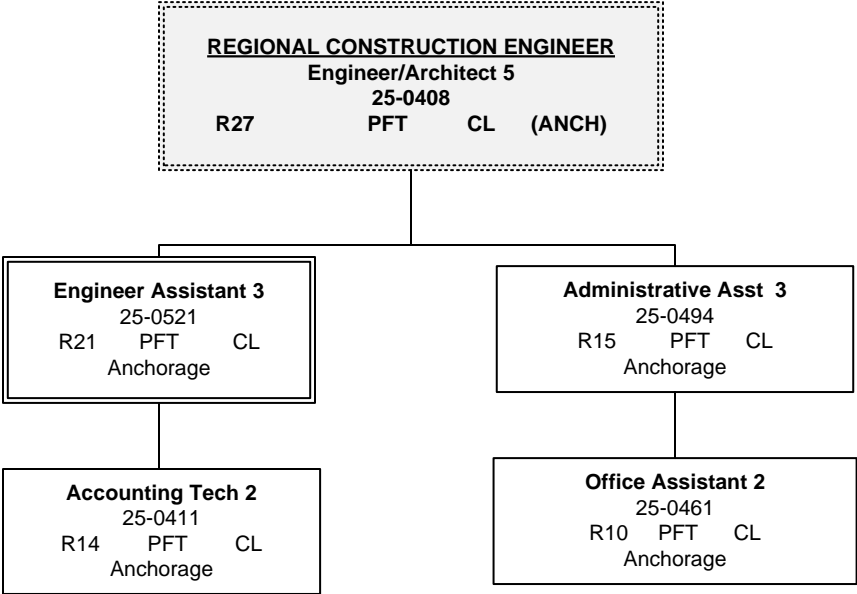 REGIONAL CONSTRUCTION ENGINEER
Engineer/Architect 5
25-0408
R27 PFT CL (ANCH)
Engineer Assistant 3
25-0521
R21 PFT CL
Anchorage
Administrative Asst 3
25-0494
R15 PFT CL
Anchorage
Accounting Tech 2
25-0411
R14 PFT CL
Anchorage
Office Assistant 2
25-0461
R10 PFT CL
Anchorage